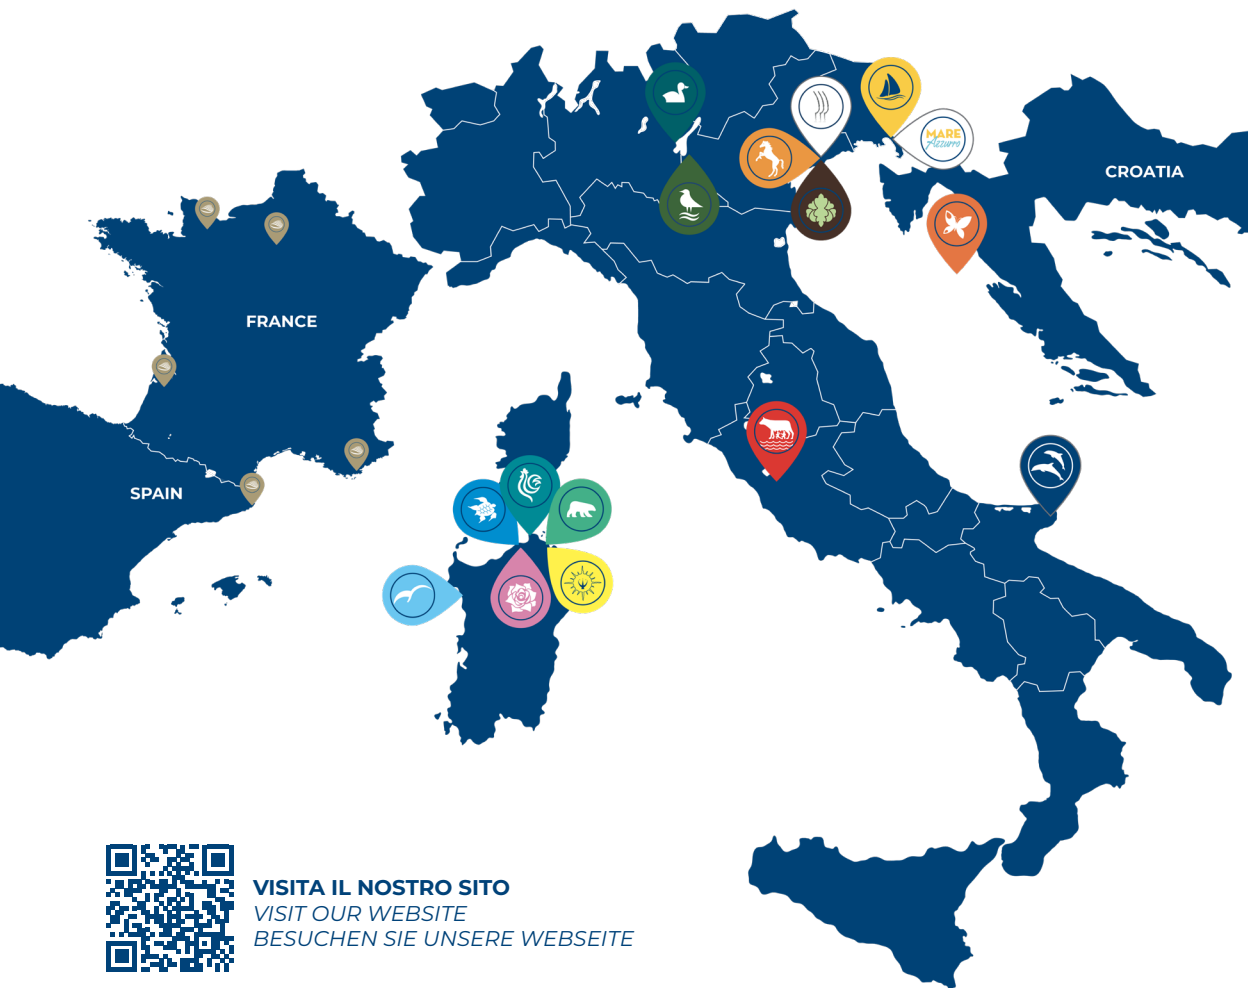 MARE
Azzurro
CROATIA
FRANCE
SPAIN
VISITA IL NOSTRO SITO
VISIT OUR WEBSITE
BESUCHEN SIE UNSERE WEBSEITE